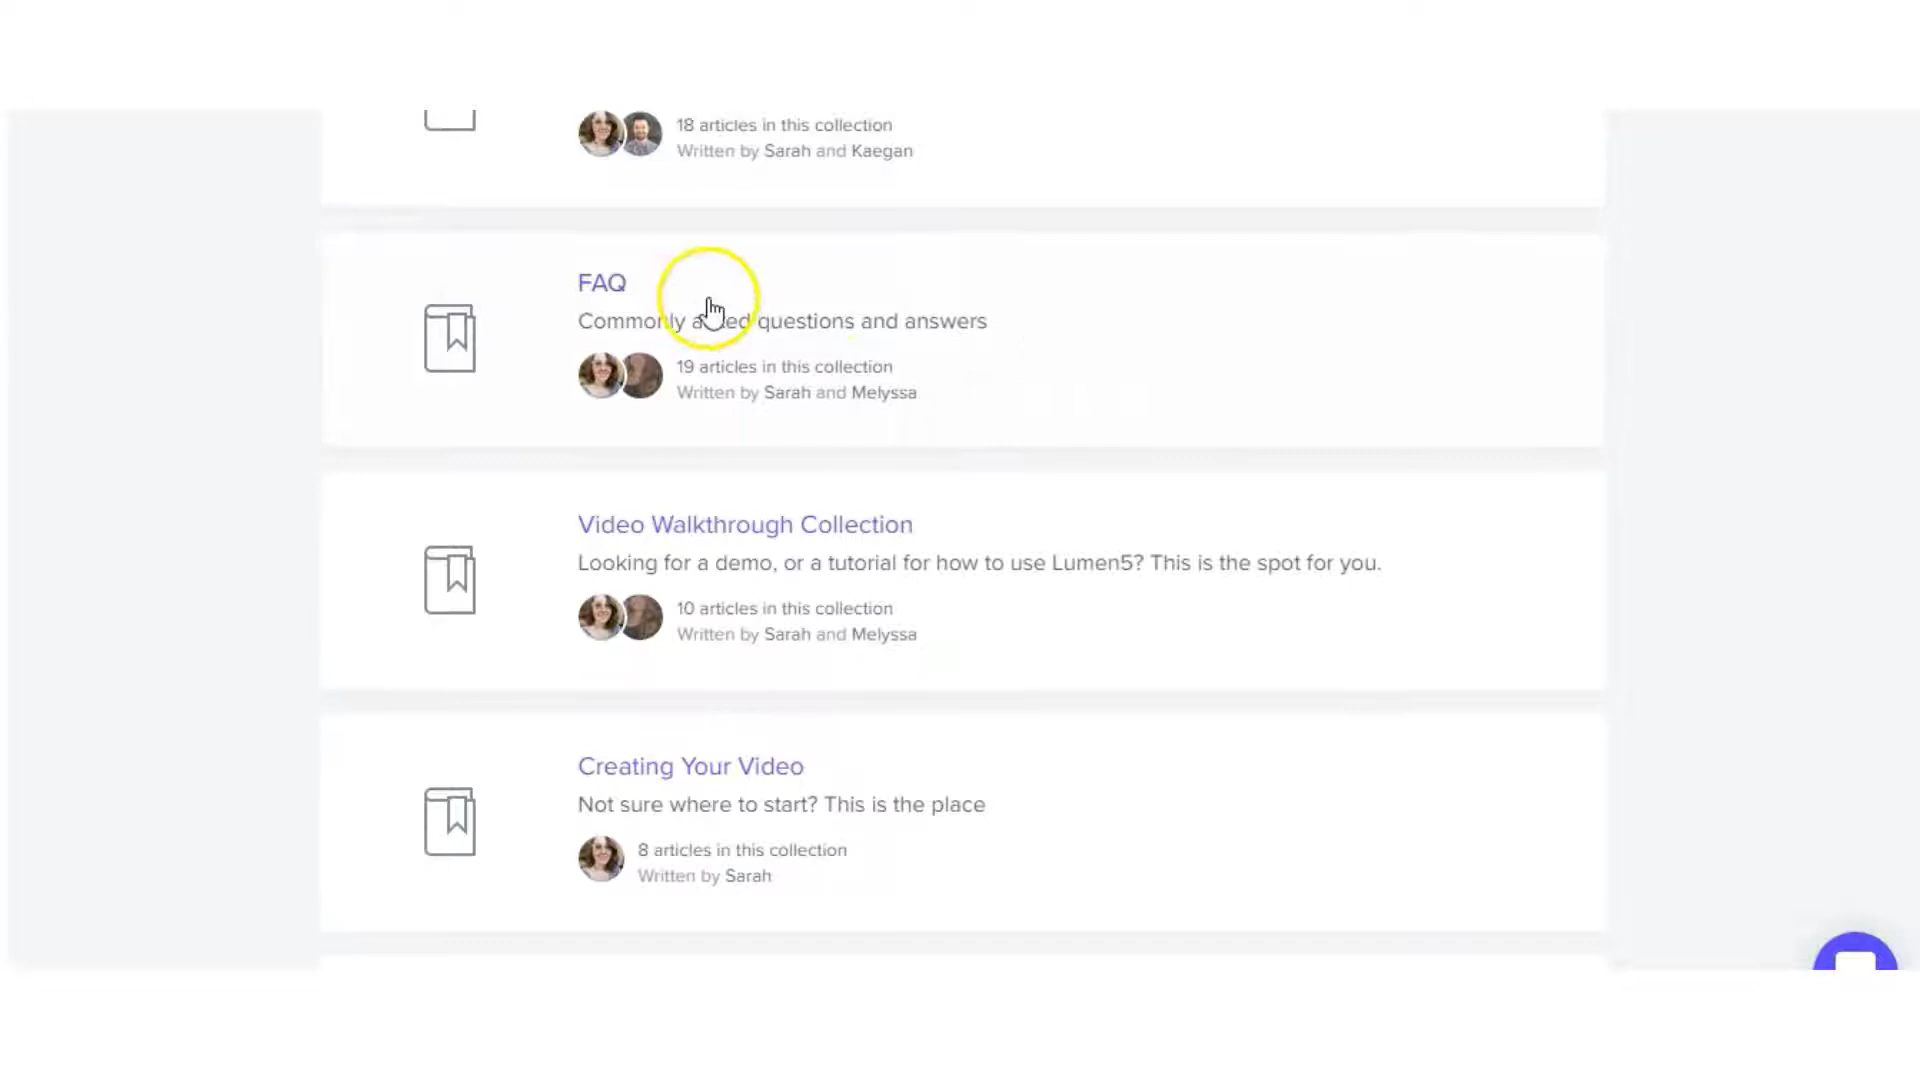 18 articles in this collection
Written by Sarah and Kaegan
FAQ
Commonly asked questions and answers
19 articles in this collection
Written by Sarah and Melyssa
Video Walkthrough Collection
Looking for a demo, or a tutorial for how to use Lumen5? This is the spot for you.
10 articles in this collection
Written by Sarah and Melyssa
Creating Your Video
Not sure where to start? This is the place
8 articles in this collection
Written by Sarah